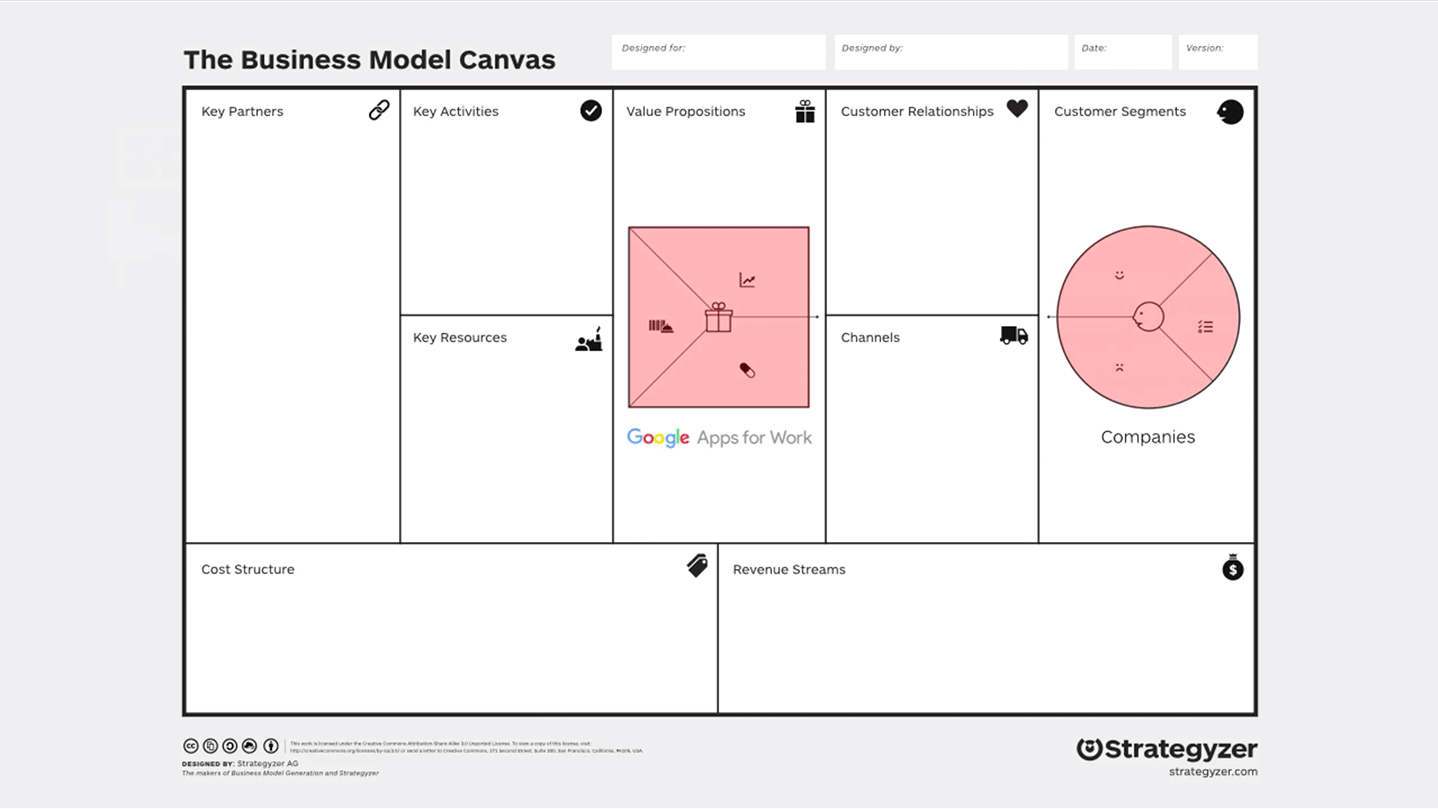 The Business Model Canvas
Designed for:
Designed by:
Date:
Version:
Key Partners
Key Activities
Value Propositions
Customer Relationships
Customer Segments
Key Resources
Channels
Google Apps for Work
Companies
Cost Structure
Revenue Streams
This work is licensed under the Creative Commons Attribution-Share Alike 3.0 Unported License. To view a copy of this license, visit:
http://creativecommons.org/licenses/by-sa/3.0/ or send a letter to Creative Commons, 171 Second Street, Suite 300, San Francisco, California, 94105, USA.
DESIGNED BY: Strategyzer AG
The makers of Business Model Generation and Strategyzer
Strategyzer
strategyzer.com